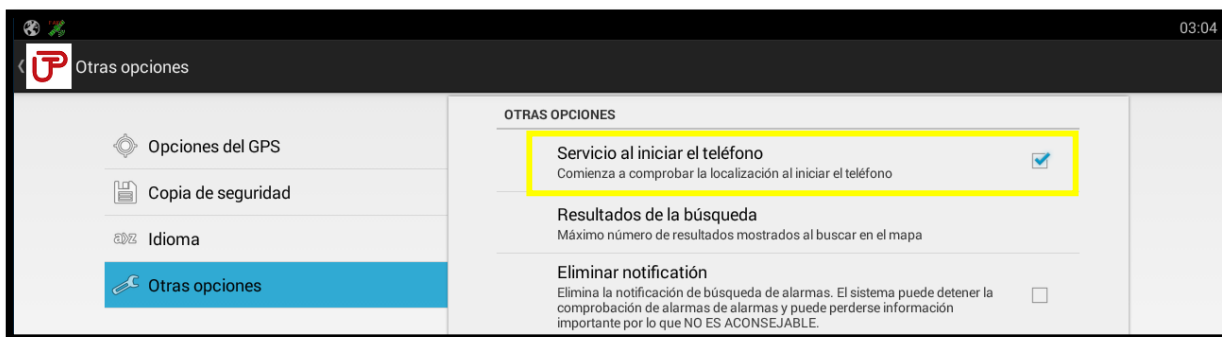 03:04
Otras opciones
OTRAS OPCIONES
Opciones del GPS
Copia de seguridad
Idioma
Otras opciones
Servicio al iniciar el teléfono
Comienza a comprobar la localización al iniciar el teléfono
Resultados de la búsqueda
Máximo número de resultados mostrados al buscar en el mapa
Eliminar notificatión
Elimina la notificación de búsqueda de alarmas. El sistema puede detener la
comprobación de alarmas de alarmas y puede perderse información
importante por lo que NO ES ACONSEJABLE.